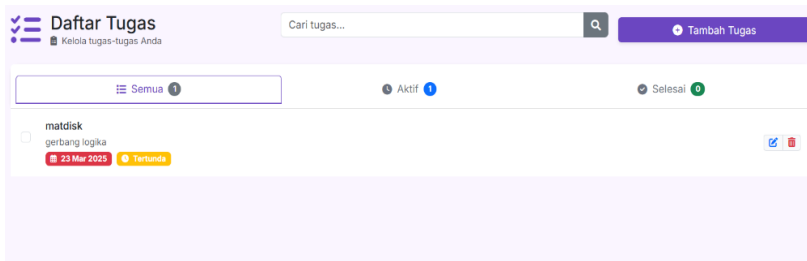 Daftar Tugas
Kelola tugas-tugas Anda
Cari tugas...
Tambah Tugas
Semua 1
Aktif 1
Selesai 0
matdisk
gerbang logika
23 Mar 2025 Tertunda